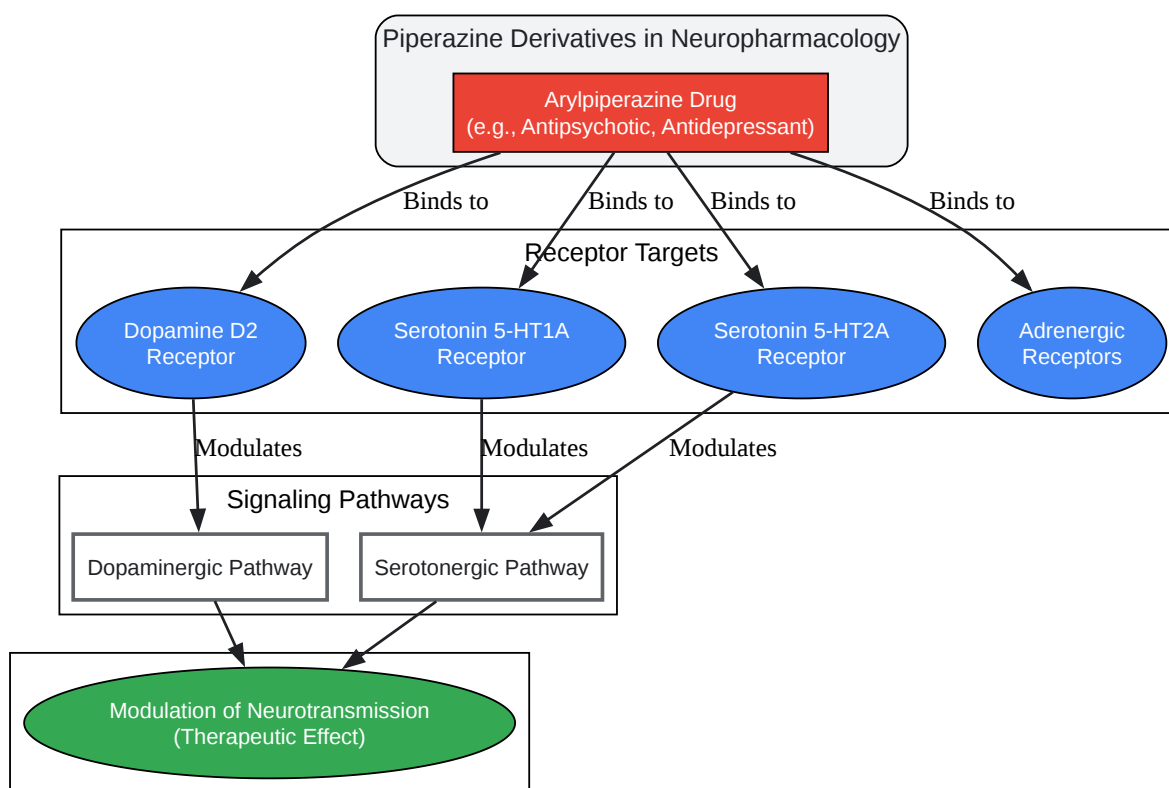 Piperazine Derivatives in Neuropharmacology
Arylpiperazine Drug
(e.g., Antipsychotic, Antidepressant)
Binds to
Binds to
Binds to
Binds to
Receptor Targets
Dopamine D2
Receptor
Serotonin 5-HT1A
Receptor
Serotonin 5-HT2A
Receptor
Adrenergic
Receptors
Modulates
Modulates
Modulates
Signaling Pathways
Dopaminergic Pathway
Serotonergic Pathway
Modulation of Neurotransmission
(Therapeutic Effect)